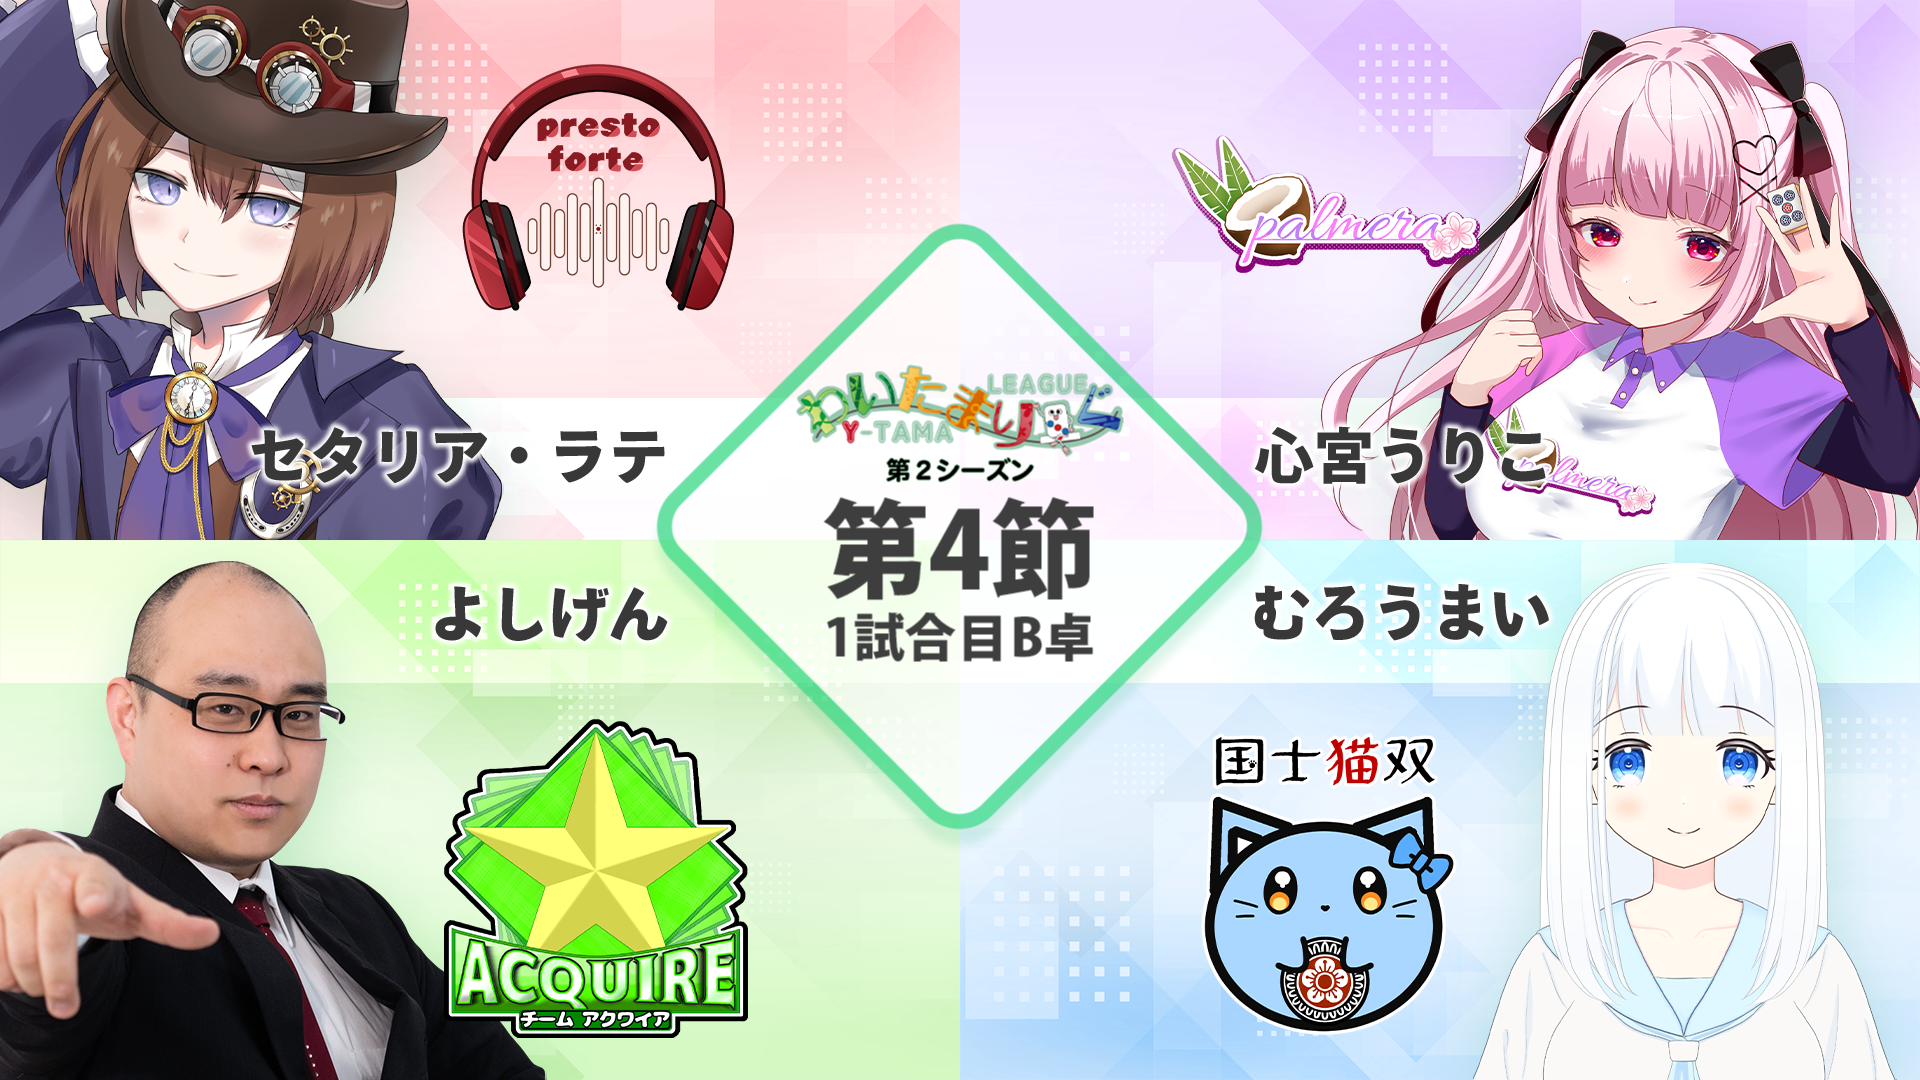 presto
forte
palmera
セタリア・ラテ
わいたまりーぐ
LEAGUE
Y-TAMA
第2シーズン
第4節
1試合目B卓
心宮うりこ
palmera
よしげん
むろうまい
ACQUIRE
チーム アクワイア
国士猫双